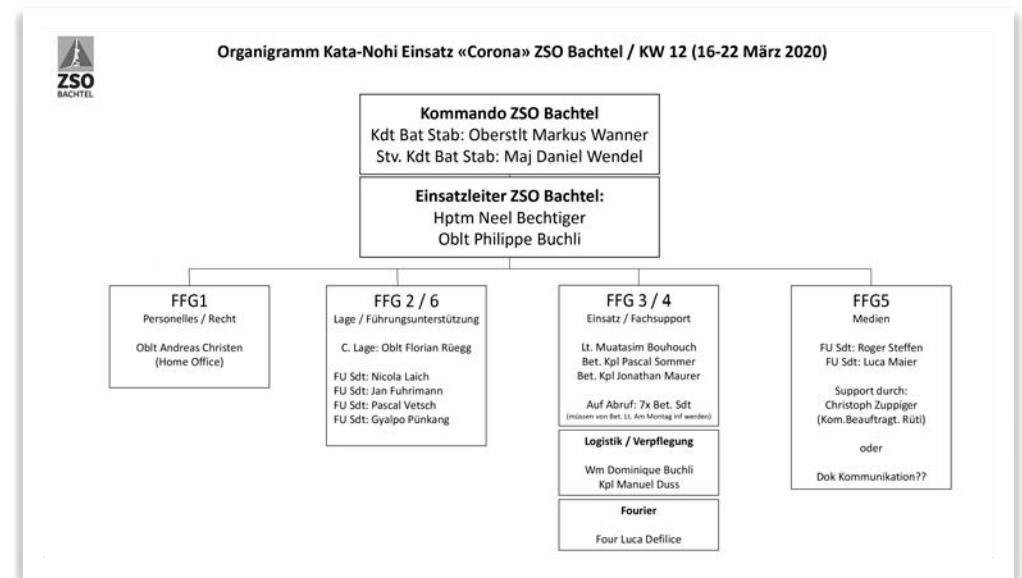 ZSO
BACHTEL
Organigramm Kata-Nohi Einsatz «Corona» ZSO Bachtel / KW 12 (16-22 März 2020)
Kommando ZSO Bachtel
Kdt Bat Stab: Oberstlt Markus Wanner
Stv. Kdt Bat Stab: Maj Daniel Wendel
Einsatzleiter ZSO Bachtel:
Hptm Neel Bechtiger
Oblt Philippe Buchli
FFG1
Personelles / Recht
Oblt Andreas Christen
(Home Office)
FFG 2 / 6
Lage / Führungsunterstützung
C. Lage: Oblt Florian Rüegg
FU Sdt: Nicola Laich
FU Sdt: Jan Fuhrimann
FU Sdt: Pascal Vetsch
FU Sdt: Gyalpo Pünkang
FFG 3 / 4
Einsatz / Fachsupport
Lt. Muatasim Bouhouch
Bet. Kpl Pascal Sommer
Bet. Kpl Jonathan Maurer
Auf Abruf: 7x Bet. Sdt
(müssen von Bet. Lt. Am Montag inf werden)
Logistik / Verpflegung
Wm Dominique Buchli
Kpl Manuel Duss
Fourier
Four Luca Defilice
FFG5
Medien
FU Sdt: Roger Steffen
FU Sdt: Luca Maier
Support durch:
Christoph Zuppiger
(Kom.Beauftragt. Rüti)
oder
Dok Kommunikation??